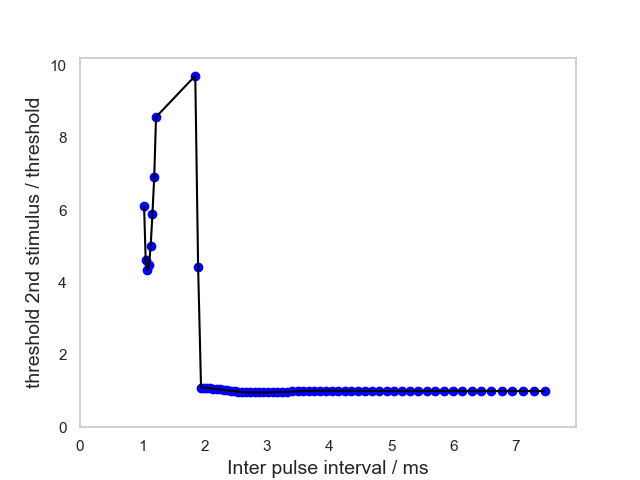 threshold 2nd stimulus / threshold
10
8
6
4
2
0
0 1 2 3 4 5 6 7
Inter pulse interval / ms